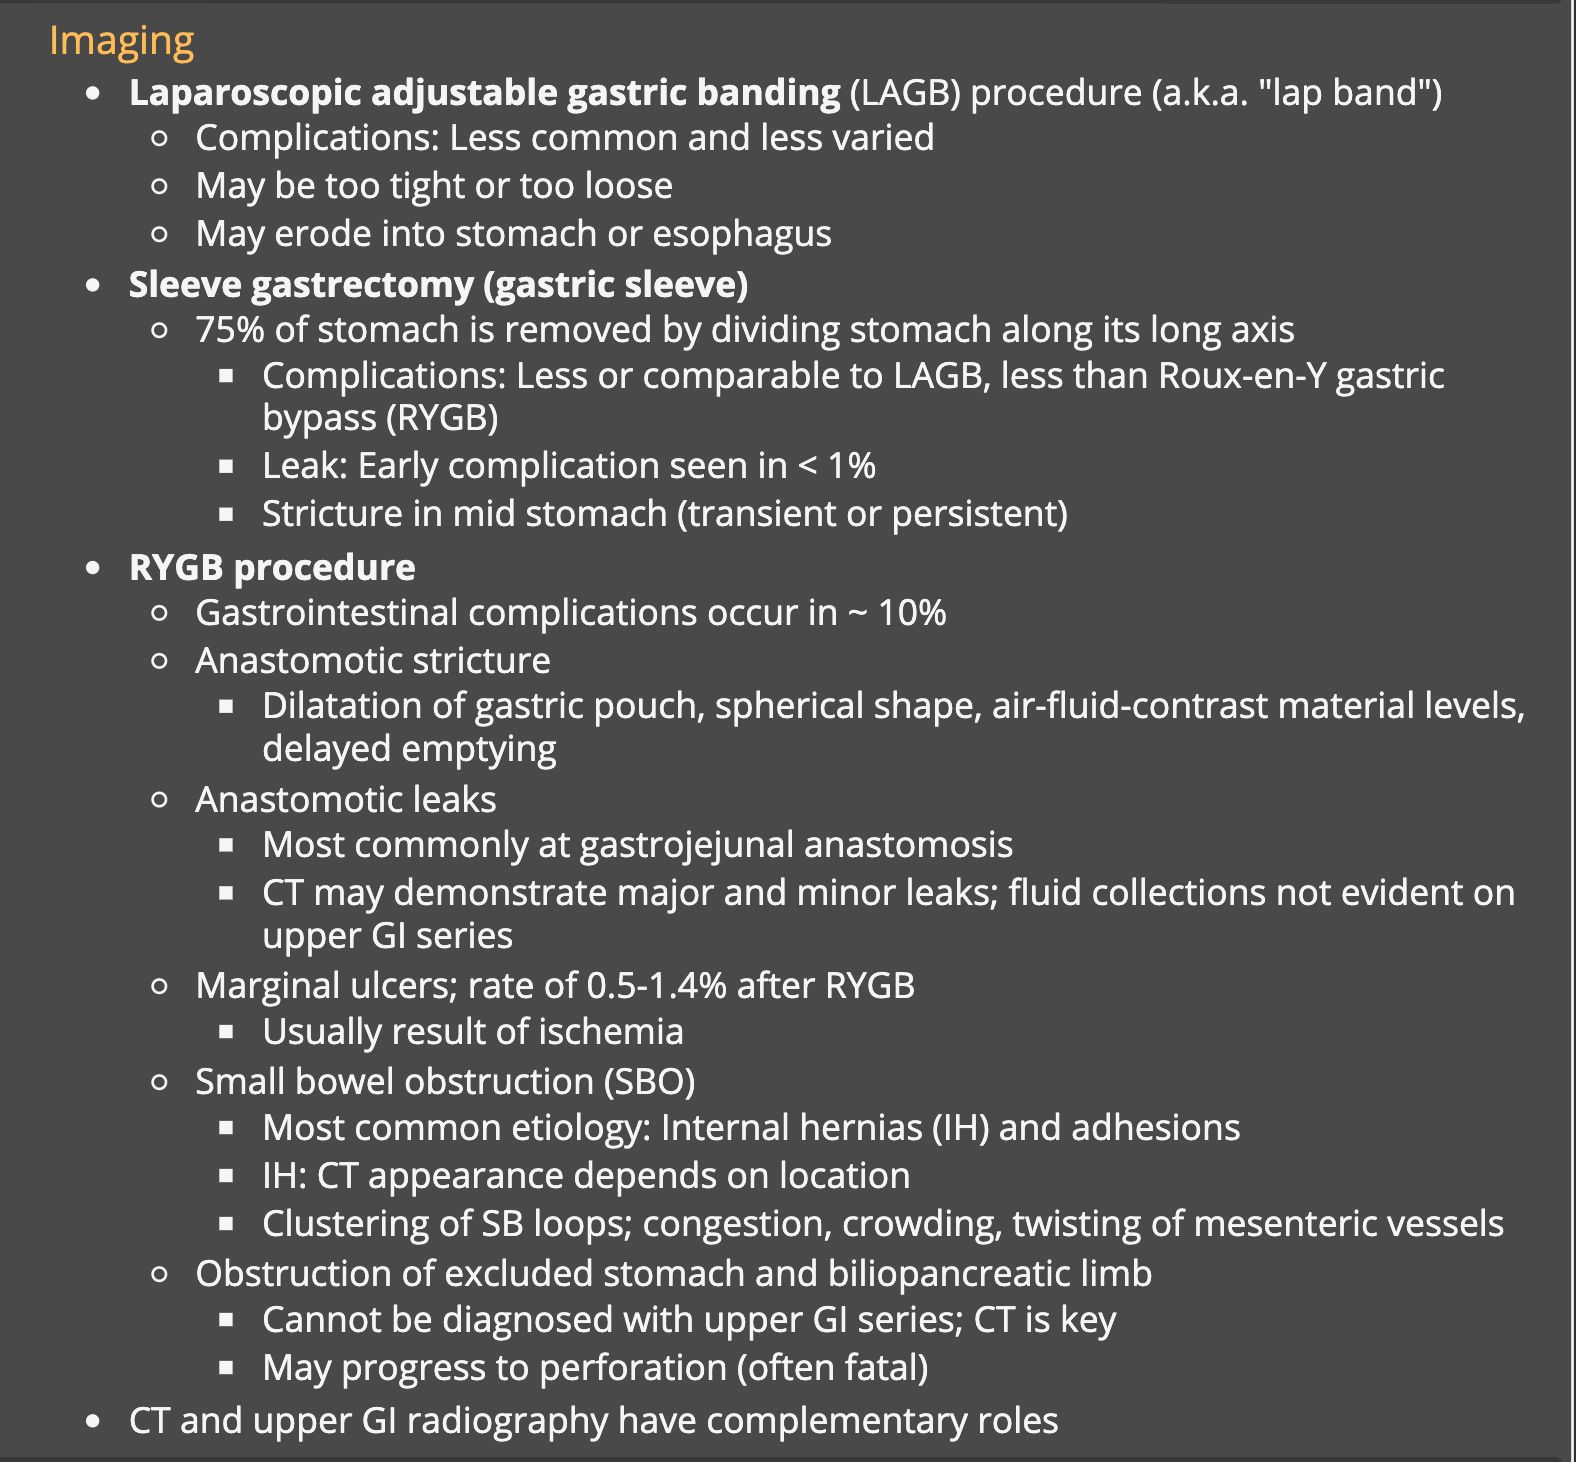 Imaging
• Laparoscopic adjustable gastric banding (LAGB) procedure (a.k.a. "lap band")
○ Complications: Less common and less varied
○ May be too tight or too loose
○ May erode into stomach or esophagus
• Sleeve gastrectomy (gastric sleeve)
○ 75% of stomach is removed by dividing stomach along its long axis
▪ Complications: Less or comparable to LAGB, less than Roux-en-Y gastric
bypass (RYGB)
▪ Leak: Early complication seen in < 1%
▪ Stricture in mid stomach (transient or persistent)
• RYGB procedure
○ Gastrointestinal complications occur in ~ 10%
○ Anastomotic stricture
▪ Dilatation of gastric pouch, spherical shape, air-fluid-contrast material levels,
delayed emptying
○ Anastomotic leaks
▪ Most commonly at gastrojejunal anastomosis
▪ CT may demonstrate major and minor leaks; fluid collections not evident on
upper GI series
○ Marginal ulcers; rate of 0.5-1.4% after RYGB
▪ Usually result of ischemia
○ Small bowel obstruction (SBO)
▪ Most common etiology: Internal hernias (IH) and adhesions
▪ IH: CT appearance depends on location
▪ Clustering of SB loops; congestion, crowding, twisting of mesenteric vessels
○ Obstruction of excluded stomach and biliopancreatic limb
▪ Cannot be diagnosed with upper GI series; CT is key
▪ May progress to perforation (often fatal)
• CT and upper GI radiography have complementary roles